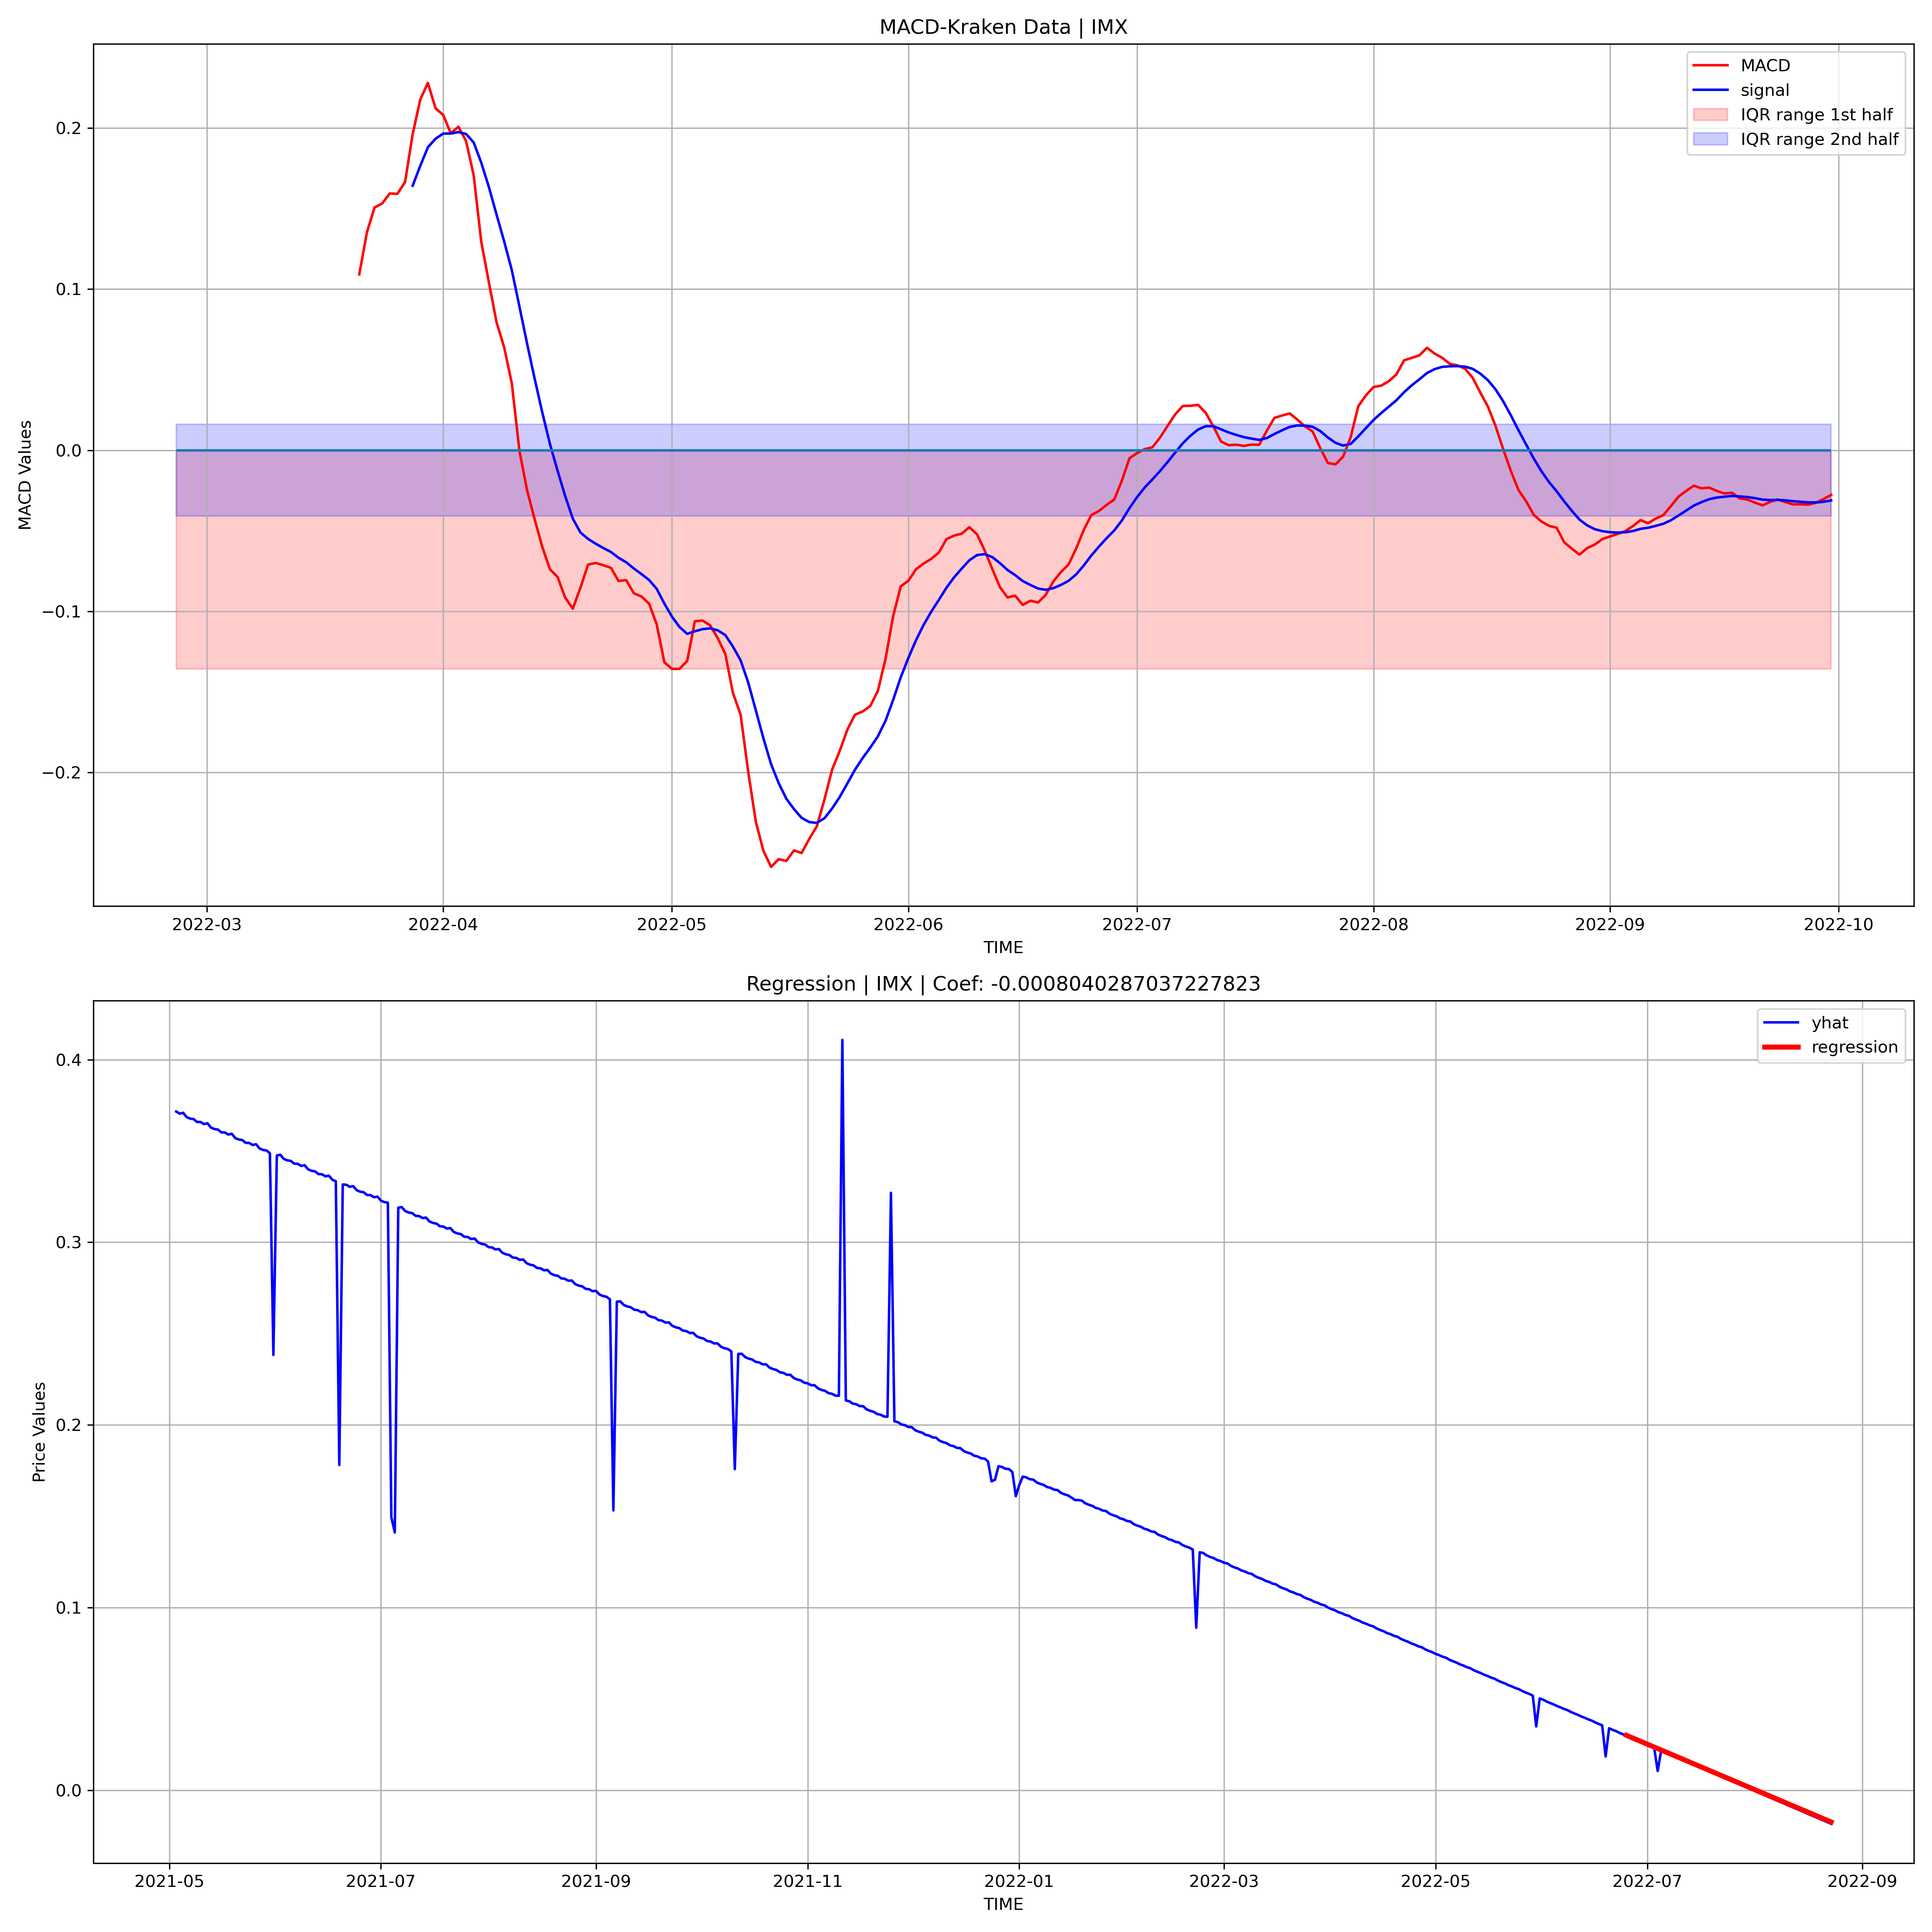 MACD-Kraken Data | IMX
MACD
signal
IQR range 1st half
IQR range 2nd half
MACD Values
0.2
0.1
0.0
−0.1
−0.2
2022-03 2022-04 2022-05 2022-06 2022-07 2022-08 2022-09 2022-10
TIME
Regression | IMX | Coef: -0.0008040287037227823
yhat
regression
Price Values
0.4
0.3
0.2
0.1
0.0
2021-05 2021-07 2021-09 2021-11 2022-01 2022-03 2022-05 2022-07 2022-09
TIME